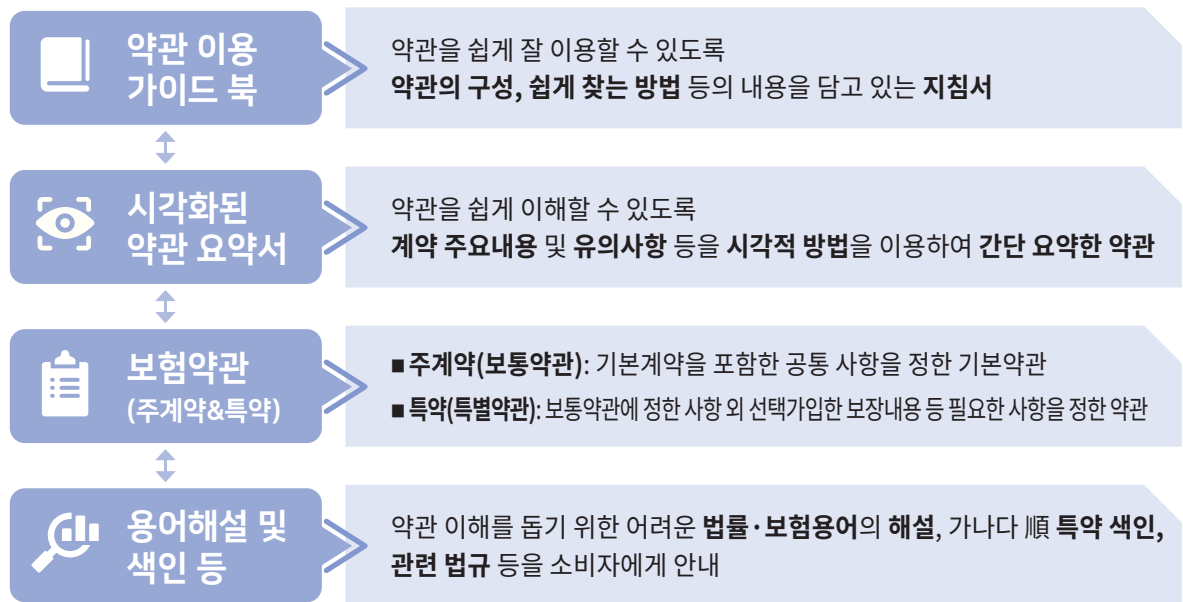 약관 이용
가이드 북
약관을 쉽게 잘 이용할 수 있도록
약관의 구성, 쉽게 찾는 방법 등의 내용을 담고 있는 지침서
시각화된
약관 요약서
약관을 쉽게 이해할 수 있도록
계약 주요내용 및 유의사항 등을 시각적 방법을 이용하여 간단 요약한 약관
보험약관
(주계약&특약)
■ 주계약(보통약관): 기본계약을 포함한 공통 사항을 정한 기본약관
■ 특약(특별약관): 보통약관에 정한 사항 외 선택가입한 보장내용 등 필요한 사항을 정한 약관
용어해설 및
색인 등
약관 이해를 돕기 위한 어려운 법률·보험용어의 해설, 가나다 順 특약 색인,
관련 법규 등을 소비자에게 안내